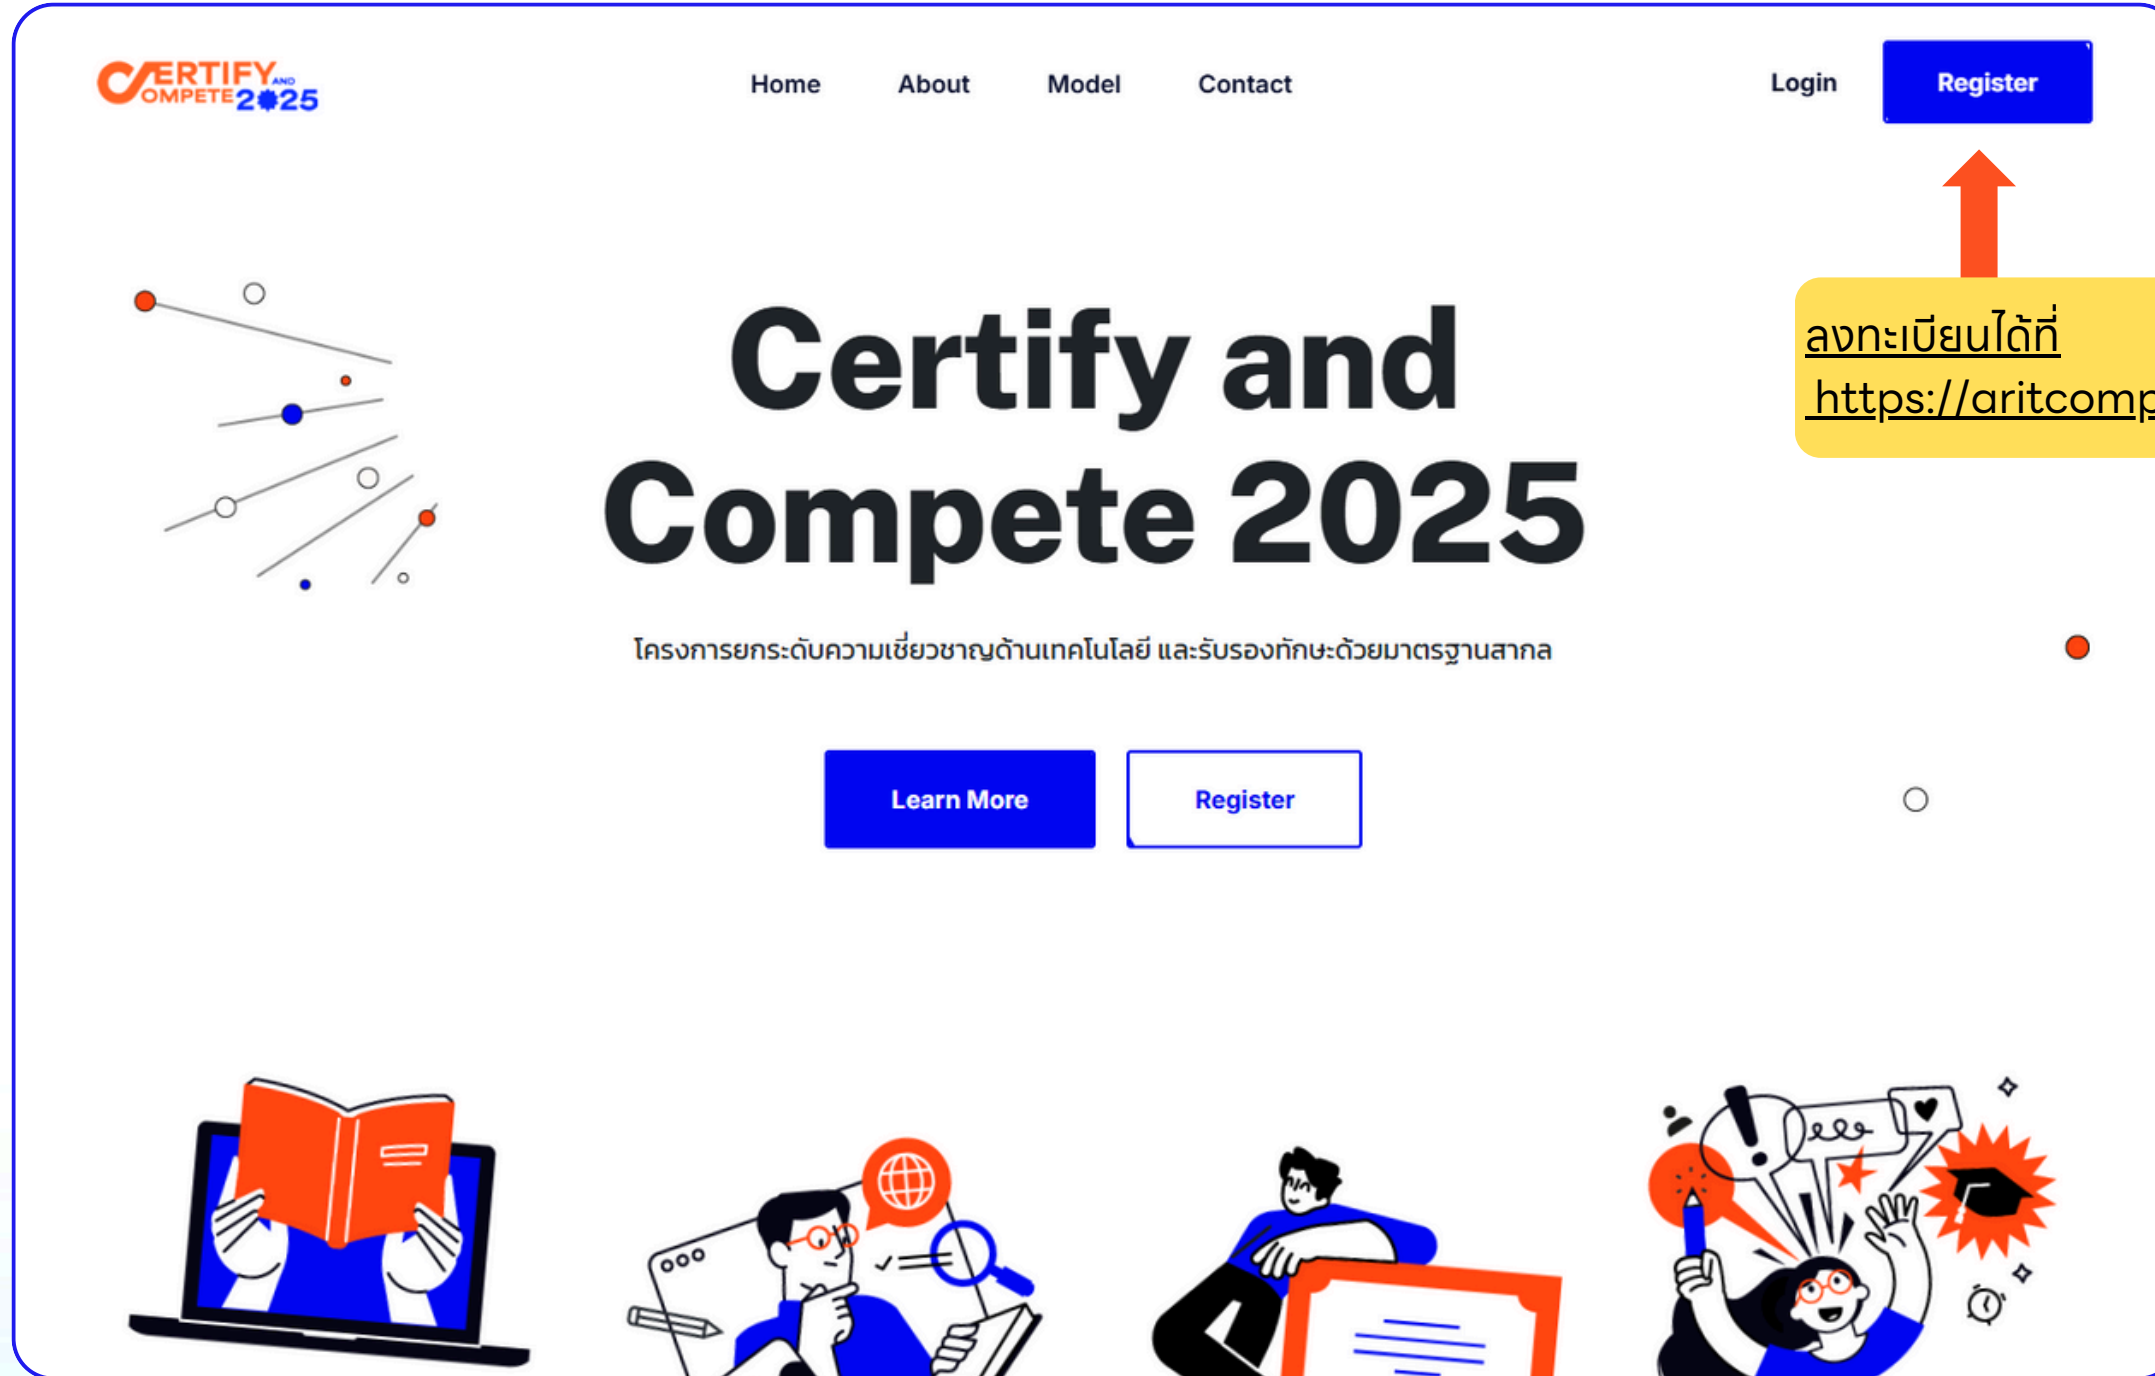 CERTIFY AND
COMPETE 2025
Home About Model Contact
Login Register
Certify and
Compete 2025
ลงทะเบียนได้ที่
https://aritcomp
โครงการยกระดับความเชี่ยวชาญด้านเทคโนโลยี และรับรองทักษะด้วยมาตรฐานสากล
Learn More Register